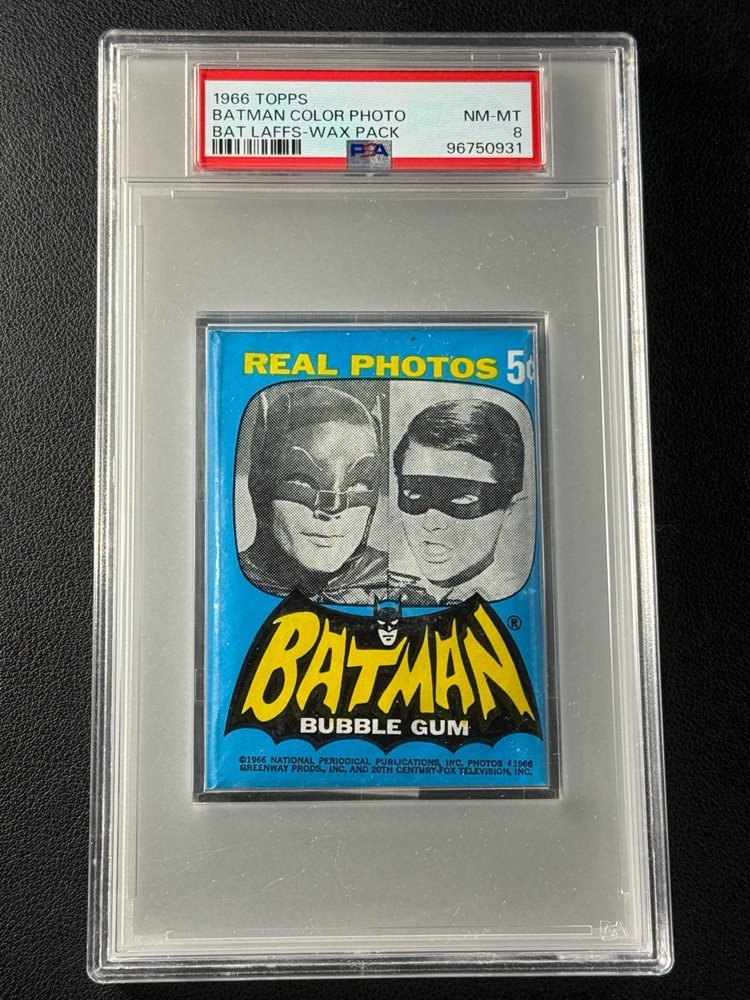 1966 TOPPS
BATMAN COLOR PHOTO NM-MT
BAT LAFFS-WAX PACK 8
PSA 96750931
REAL PHOTOS 5¢
BATMAN ®
BUBBLE GUM
©1966 NATIONAL PERIODICAL PUBLICATIONS, INC. PHOTOS ©1966
GREENWAY PRODS., INC. AND 20TH CENTURY-FOX TELEVISION, INC.
PSA